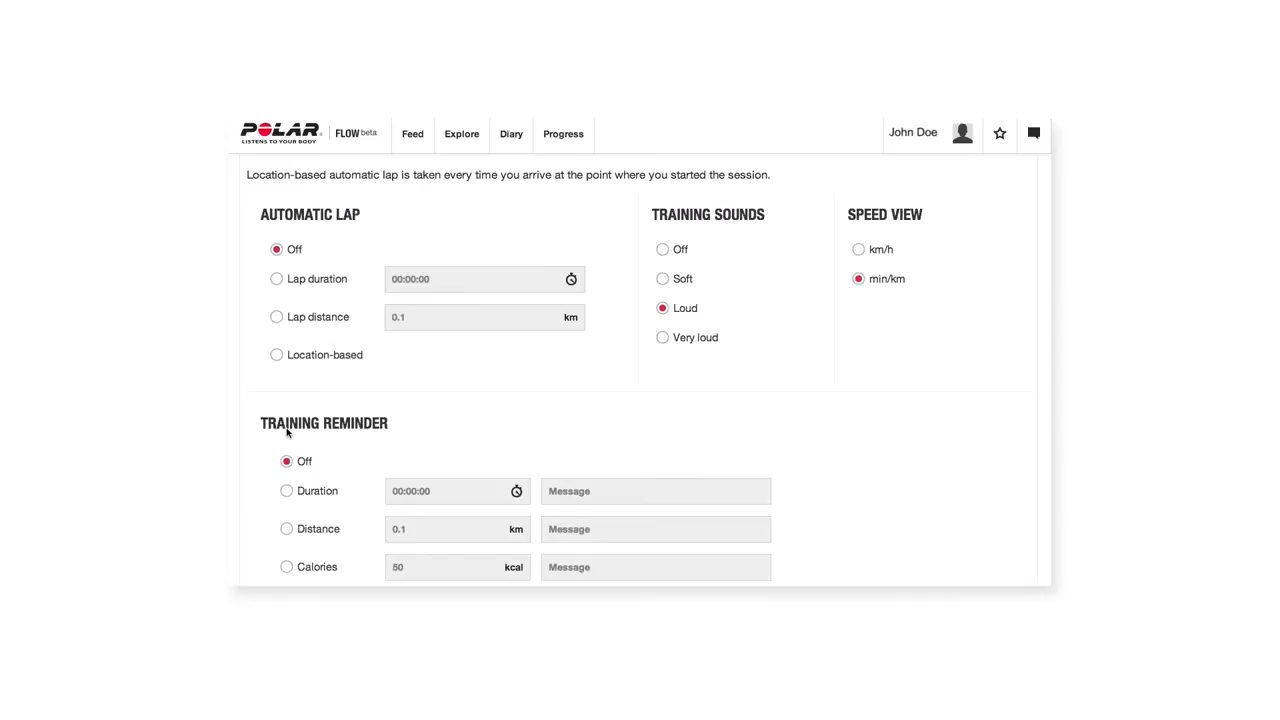 POLAR FLOW beta Feed Explore Diary Progress John Doe
LISTENS TO YOUR BODY
Location-based automatic lap is taken every time you arrive at the point where you started the session.
AUTOMATIC LAP
Off
Lap duration 00:00:00
Lap distance 0.1 km
Location-based
TRAINING SOUNDS
Off
Soft
Loud
Very loud
SPEED VIEW
km/h
min/km
TRAINING REMINDER
Off
Duration 00:00:00 Message
Distance 0.1 km Message
Calories 50 kcal Message